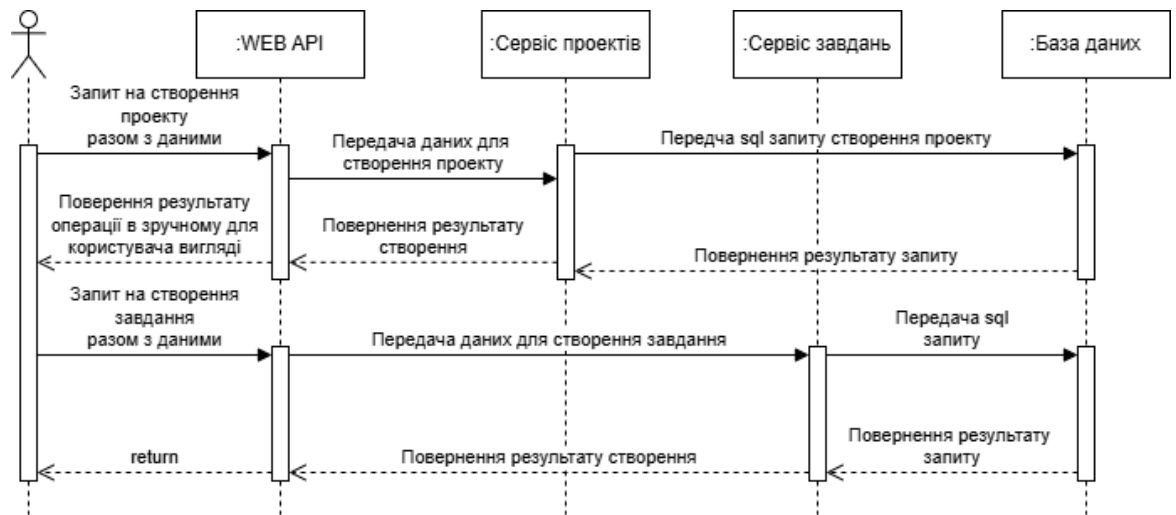 :WEB API
:Сервіс проектів
:Сервіс завдань
:База даних
Запит на створення
проекту
разом з даними
Передача даних для
створення проекту
Передча sql запиту створення проекту
Поверення результату
операції в зручному для
користувача вигляді
Повернення результату
створення
Повернення результату запиту
Запит на створення
завдання
разом з даними
Передача даних для створення завдання
Передача sql
запиту
return
Повернення результату створення
Повернення результату
запиту